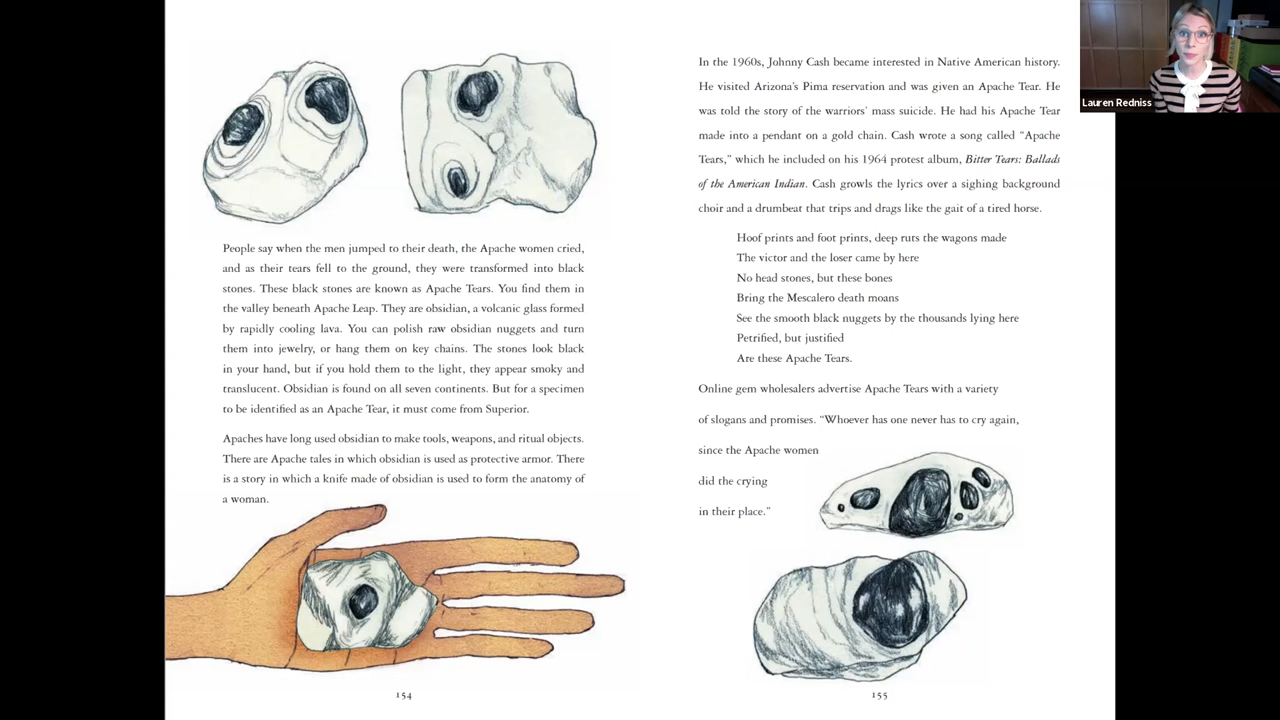 People say when the men jumped to their death, the Apache women cried,
and as their tears fell to the ground, they were transformed into black
stones. These black stones are known as Apache Tears. You find them in
the valley beneath Apache Leap. They are obsidian, a volcanic glass formed
by rapidly cooling lava. You can polish raw obsidian nuggets and turn
them into jewelry, or hang them on key chains. The stones look black
in your hand, but if you hold them to the light, they appear smoky and
translucent. Obsidian is found on all seven continents. But for a specimen
to be identified as an Apache Tear, it must come from Superior.
Apaches have long used obsidian to make tools, weapons, and ritual objects.
There are Apache tales in which obsidian is used as protective armor. There
is a story in which a knife made of obsidian is used to form the anatomy of
a woman.
154
In the 1960s, Johnny Cash became interested in Native American history.
He visited Arizona's Pima reservation and was given an Apache Tear. He
was told the story of the warriors' mass suicide. He had his Apache Tear
made into a pendant on a gold chain. Cash wrote a song called “Apache
Tears,” which he included on his 1964 protest album, Bitter Tears: Ballads
of the American Indian. Cash growls the lyrics over a sighing background
choir and a drumbeat that trips and drags like the gait of a tired horse.
Hoof prints and foot prints, deep ruts the wagons made
The victor and the loser came by here
No head stones, but these bones
Bring the Mescalero death moans
See the smooth black nuggets by the thousands lying here
Petrified, but justified
Are these Apache Tears.
Online gem wholesalers advertise Apache Tears with a variety
of slogans and promises. “Whoever has one never has to cry again,
since the Apache women
did the crying
in their place.”
155
Lauren Redniss